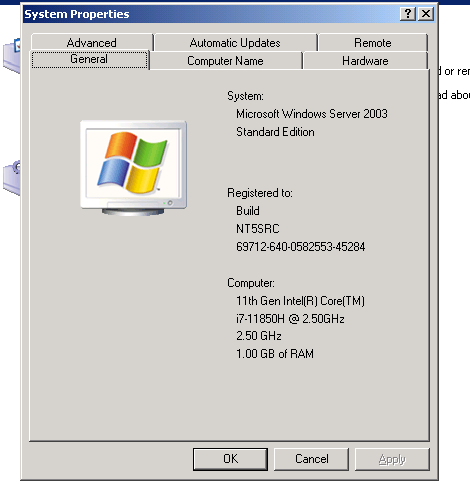 System Properties
Advanced
Automatic Updates
Remote
General
Computer Name
Hardware
System:
Microsoft Windows Server 2003
Standard Edition
Registered to:
Build
NT5SRC
69712-640-0582553-45284
Computer:
11th Gen Intel(R) Core(TM)
i7-11850H @ 2.50GHz
2.50 GHz
1.00 GB of RAM
OK
Cancel
Apply
d or rer
ad abou